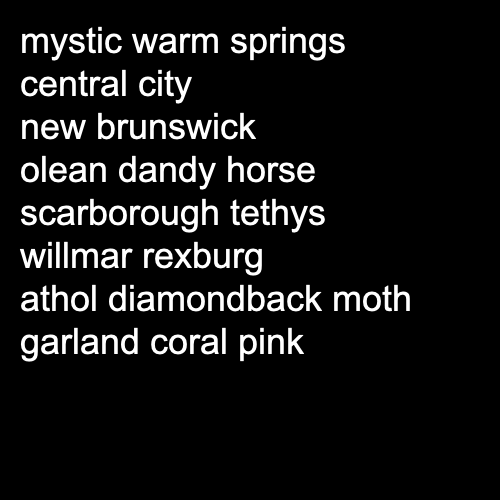 mystic warm springs
central city
new brunswick
olean dandy horse
scarborough tethys
willmar rexburg
athol diamondback moth
garland coral pink